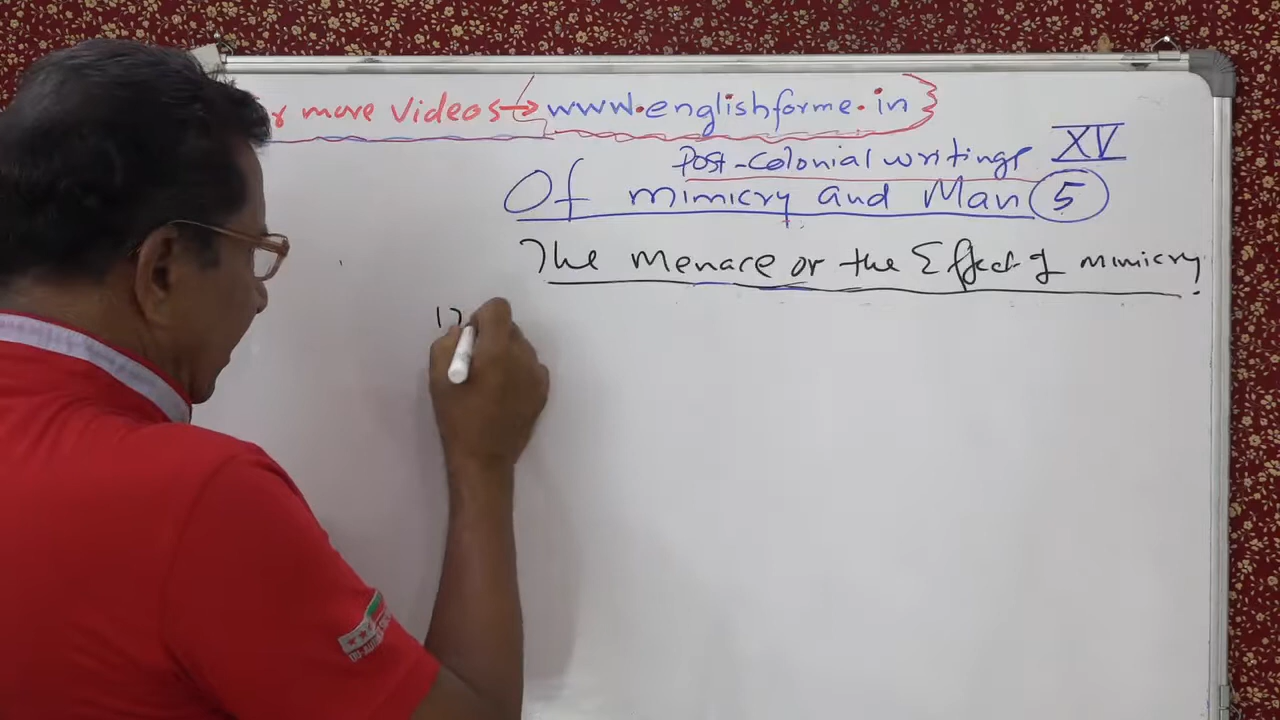 more videos → www.englishforme.in
Post-Colonial writings XV
Of mimicry and Man 5
The Menace or the Effect of mimicry